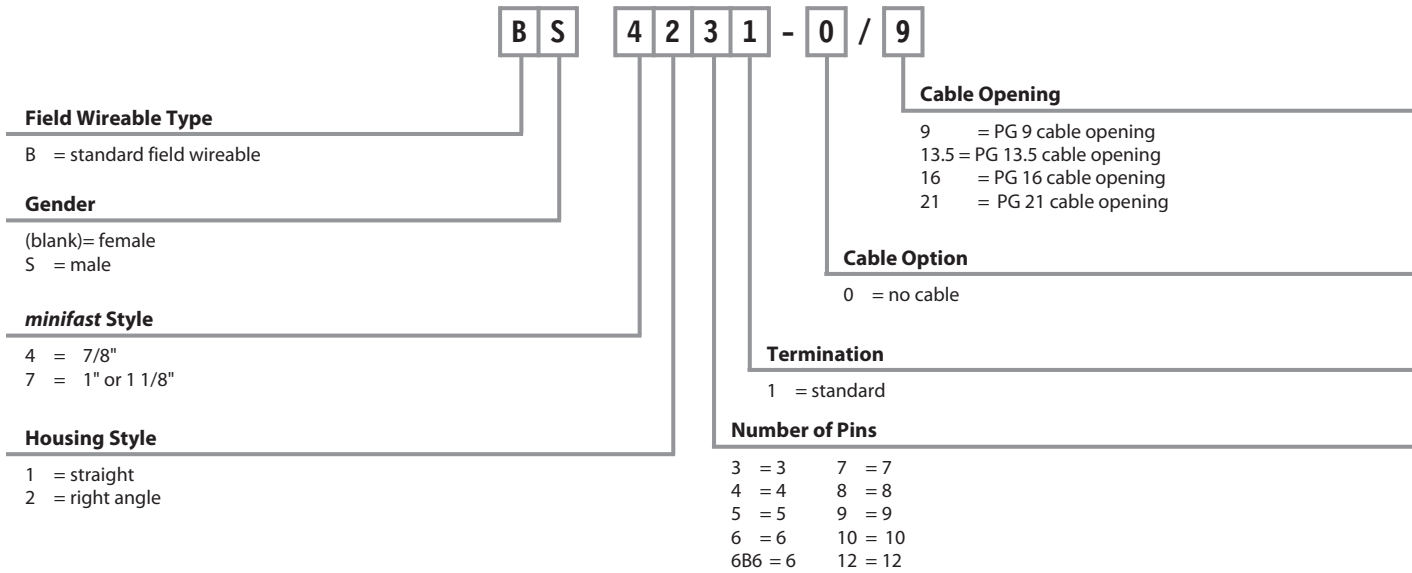 BS 4231-0/9
Field Wireable Type
B = standard field wireable
Gender
(blank)= female
S = male
minifast Style
4 = 7/8"
7 = 1" or 1 1/8"
Housing Style
1 = straight
2 = right angle
Cable Opening
9 = PG 9 cable opening
13.5 = PG 13.5 cable opening
16 = PG 16 cable opening
21 = PG 21 cable opening
Cable Option
0 = no cable
Termination
1 = standard
Number of Pins
3 = 3 7 = 7
4 = 4 8 = 8
5 = 5 9 = 9
6 = 6 10 = 10
6B6 = 6 12 = 12